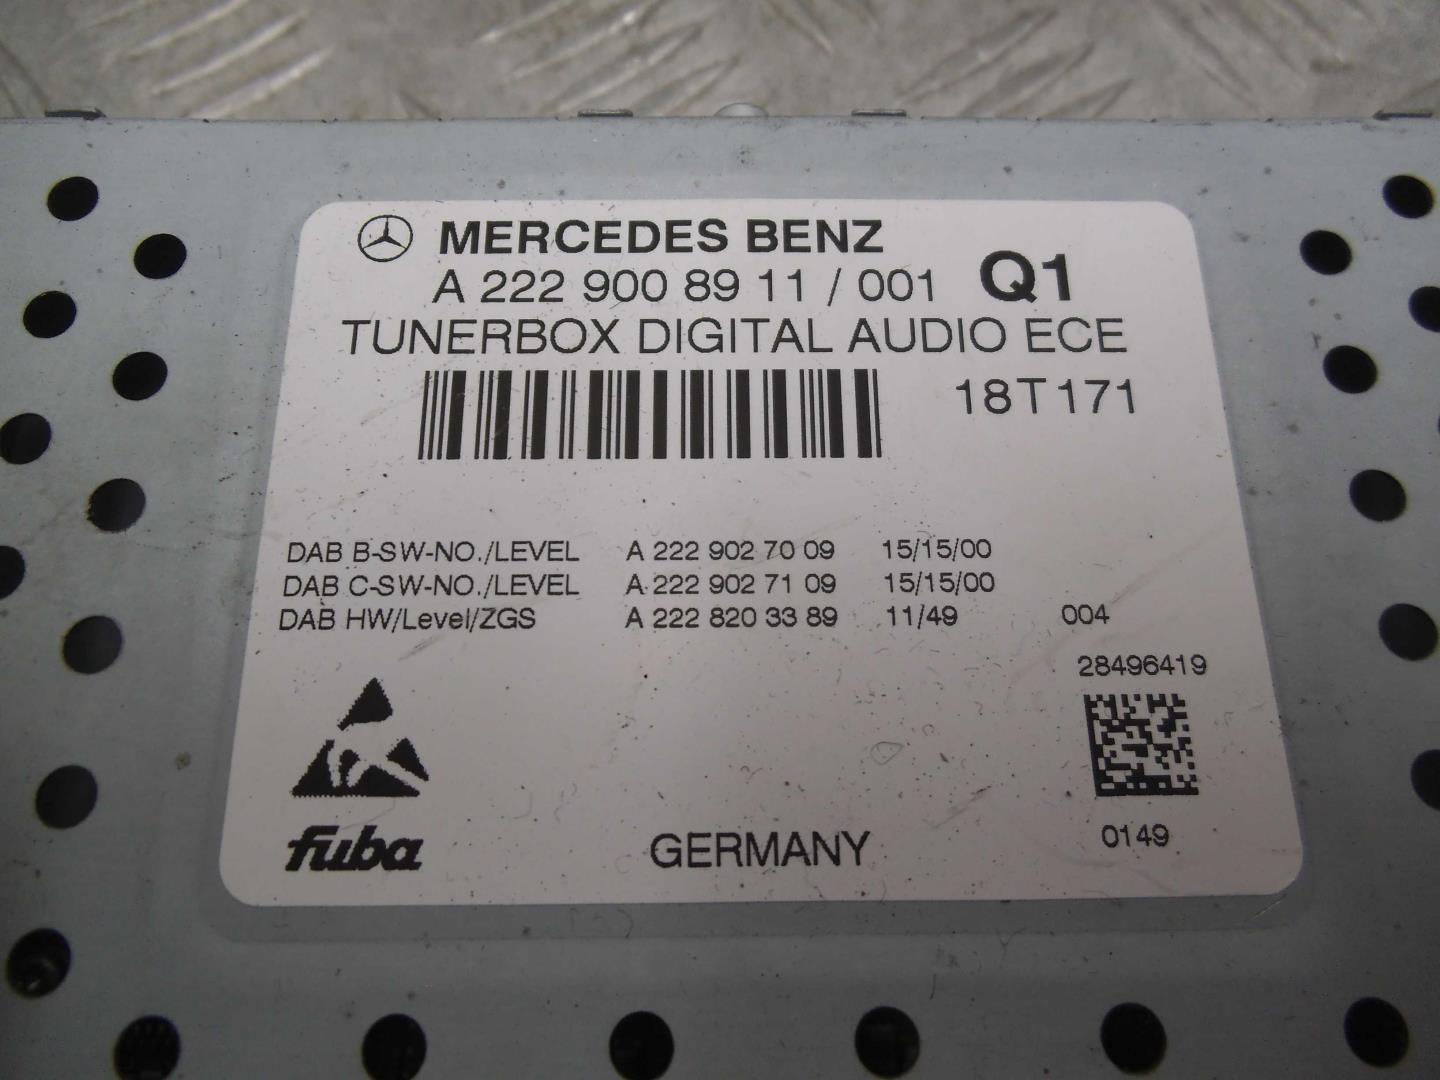 MERCEDES BENZ
A 222 900 89 11 / 001 Q1
TUNERBOX DIGITAL AUDIO ECE
18T171
DAB B-SW-NO./LEVEL A 222 902 70 09 15/15/00
DAB C-SW-NO./LEVEL A 222 902 71 09 15/15/00
DAB HW/Level/ZGS A 222 820 33 89 11/49 004
28496419
fuba GERMANY 0149